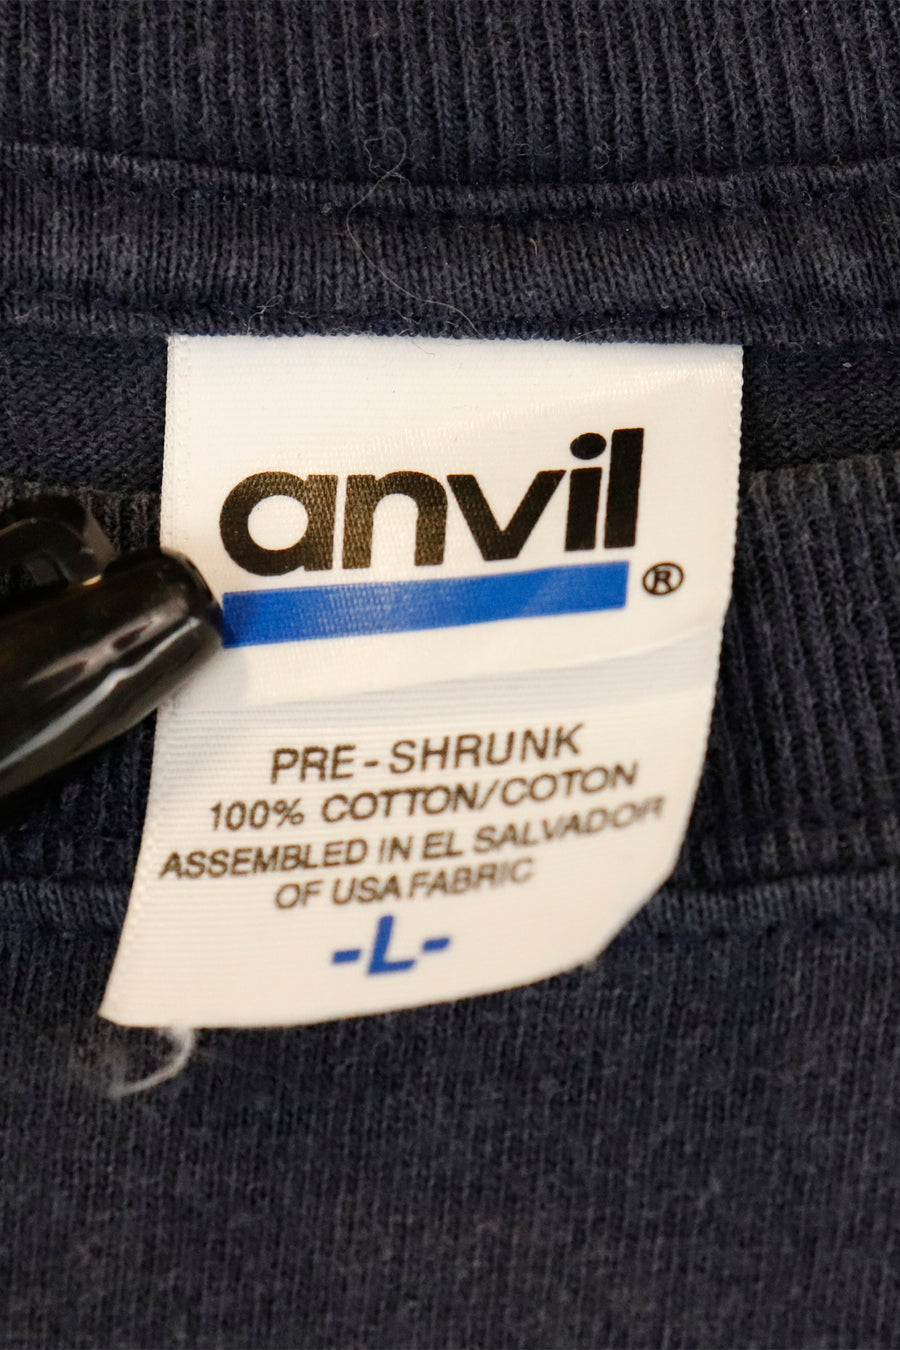 anvil®
PRE-SHRUNK
100% COTTON/COTON
ASSEMBLED IN EL SALVADOR
OF USA FABRIC
-L-